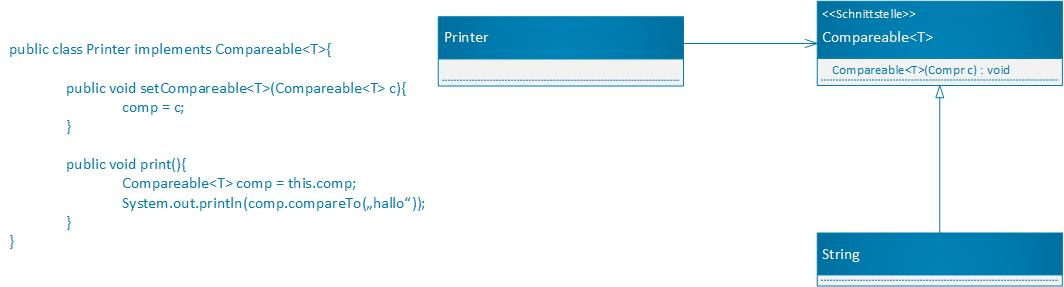 public class Printer implements Compareable<T>{
public void setCompareable<T>(Compareable<T> c){
comp = c;
}
public void print(){
Compareable<T> comp = this.comp;
System.out.println(comp.compareTo(„hallo“));
}
}
Printer
<<Schnittstelle>>
Compareable<T>
Compareable<T>(Compr c) : void
String